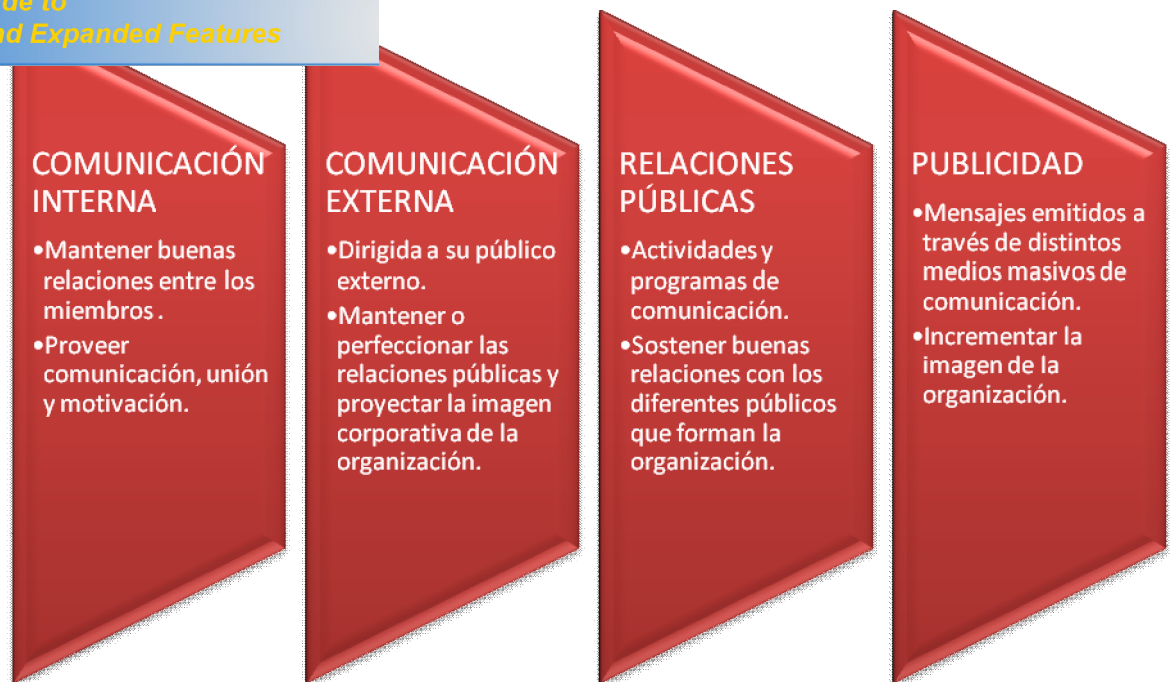 de to
nd Expanded Features
COMUNICACIÓN
INTERNA
•Mantener buenas
relaciones entre los
miembros .
•Proveer
comunicación, unión
y motivación.
COMUNICACIÓN
EXTERNA
•Dirigida a su público
externo.
•Mantener o
perfeccionar las
relaciones públicas y
proyectar la imagen
corporativa de la
organización.
RELACIONES
PÚBLICAS
•Actividades y
programas de
comunicación.
•Sostener buenas
relaciones con los
diferentes públicos
que forman la
organización.
PUBLICIDAD
•Mensajes emitidos a
través de distintos
medios masivos de
comunicación.
•Incrementar la
imagen de la
organización.